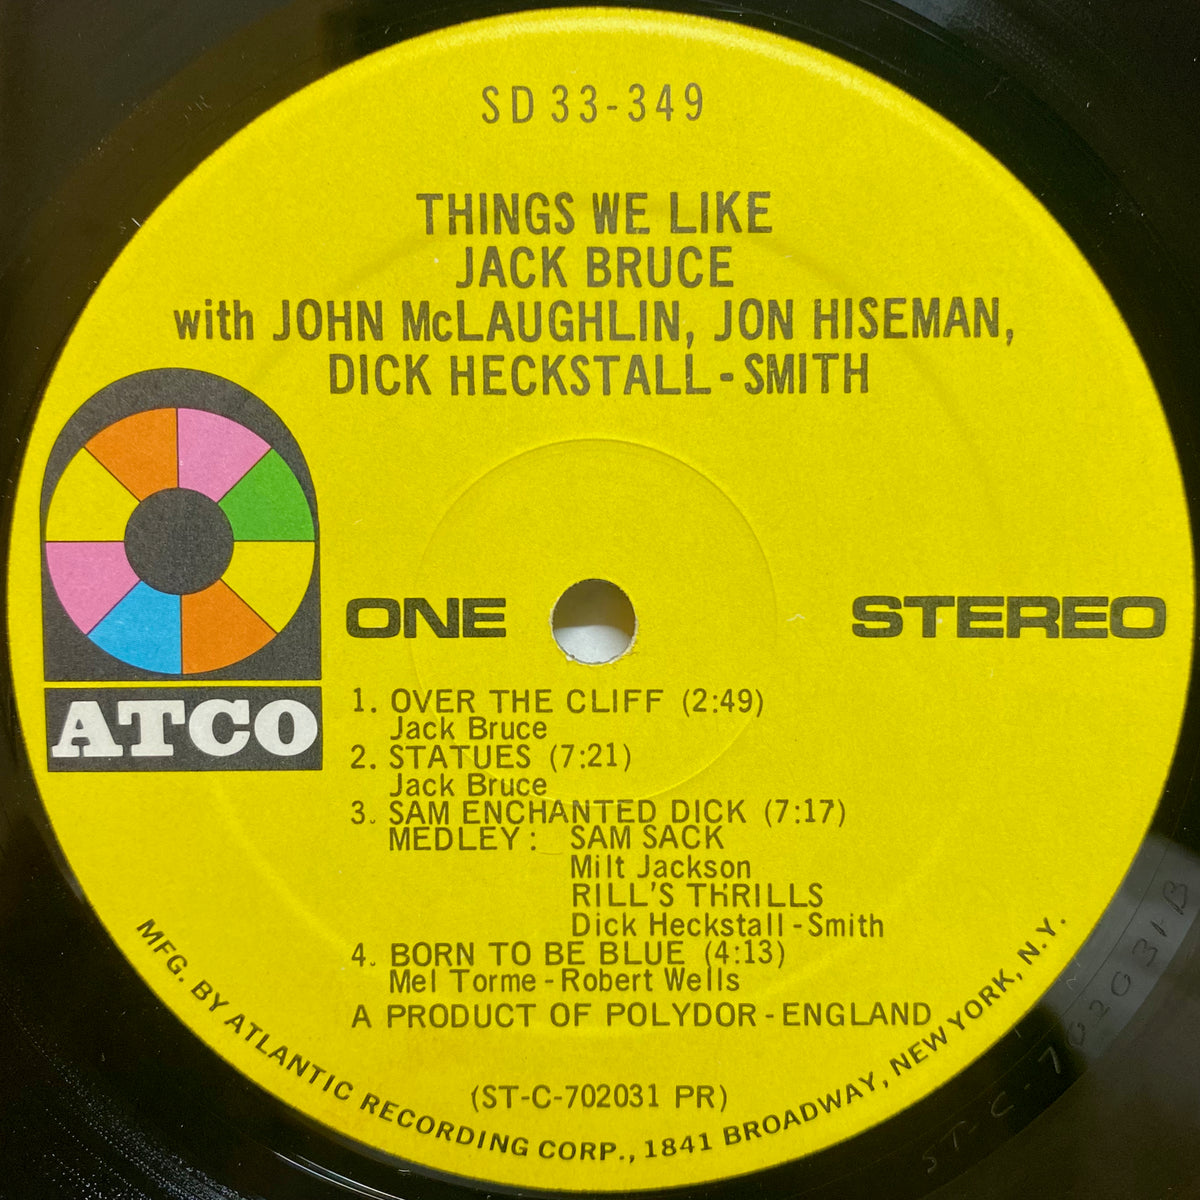 SD 33-349
THINGS WE LIKE
JACK BRUCE
with JOHN McLAUGHLIN, JON HISEMAN,
DICK HECKSTALL-SMITH
ATCO
ONE
STEREO
1. OVER THE CLIFF (2:49)
Jack Bruce
2. STATUES (7:21)
Jack Bruce
3. SAM ENCHANTED DICK (7:17)
MEDLEY: SAM SACK
Milt Jackson
RILL'S THRILLS
Dick Heckstall-Smith
4. BORN TO BE BLUE (4:13)
Mel Torme-Robert Wells
A PRODUCT OF POLYDOR-ENGLAND
(ST-C-702031 PR)
MFG. BY ATLANTIC RECORDING CORP., 1841 BROADWAY, NEW YORK, N.Y.
ST-C-702031B